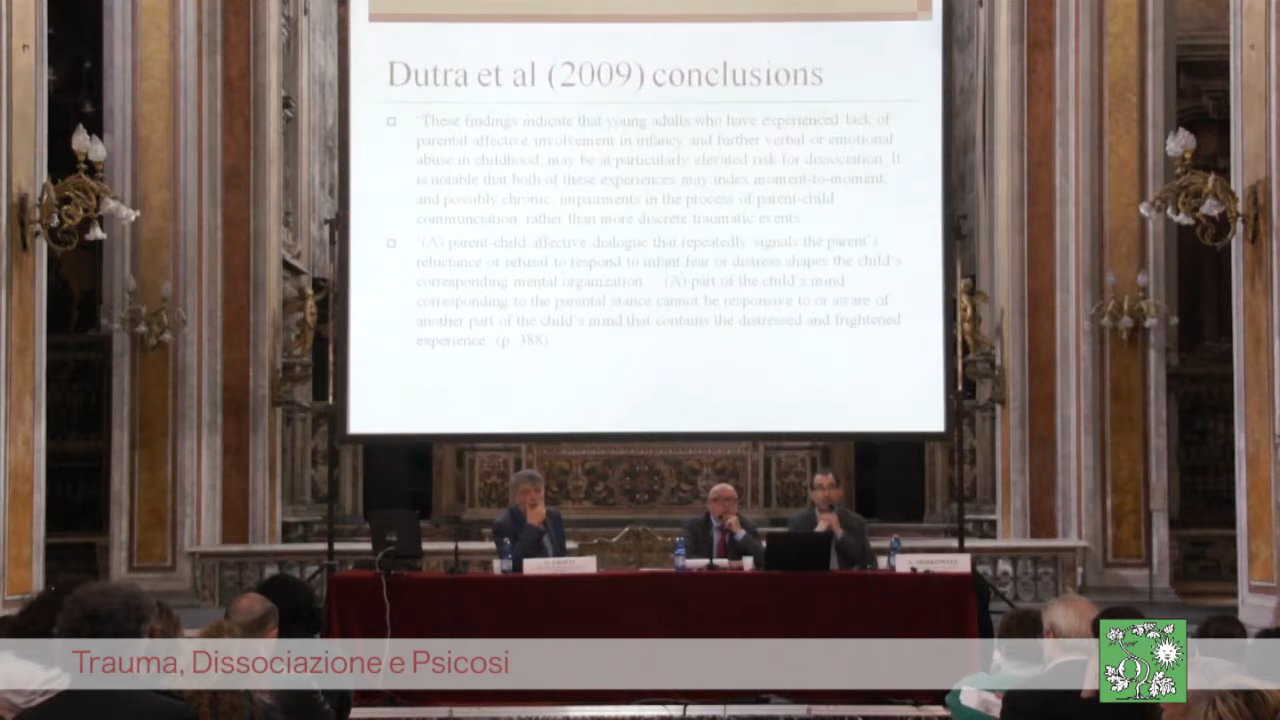 Dutra et al (2009) conclusions
'These findings indicate that young adults who have experienced lack of
parental affective involvement in infancy and further verbal or emotional
abuse in childhood, may be at particularly elevated risk for dissociation. It
is notable that both of these experiences may index moment-to-moment,
and possibly chronic, impairments in the process of parent-child
communication, rather than more discrete traumatic events
'(A) parent-child affective dialogue that repeatedly signals the parent's
reluctance or refusal to respond to infant fear or distress shapes the child's
corresponding mental organization (A) part of the child's mind
corresponding to the parental stance cannot be responsive to or aware of
another part of the child's mind that contains the distressed and frightened
experience (p. 388)
Trauma, Dissociazione e Psicosi